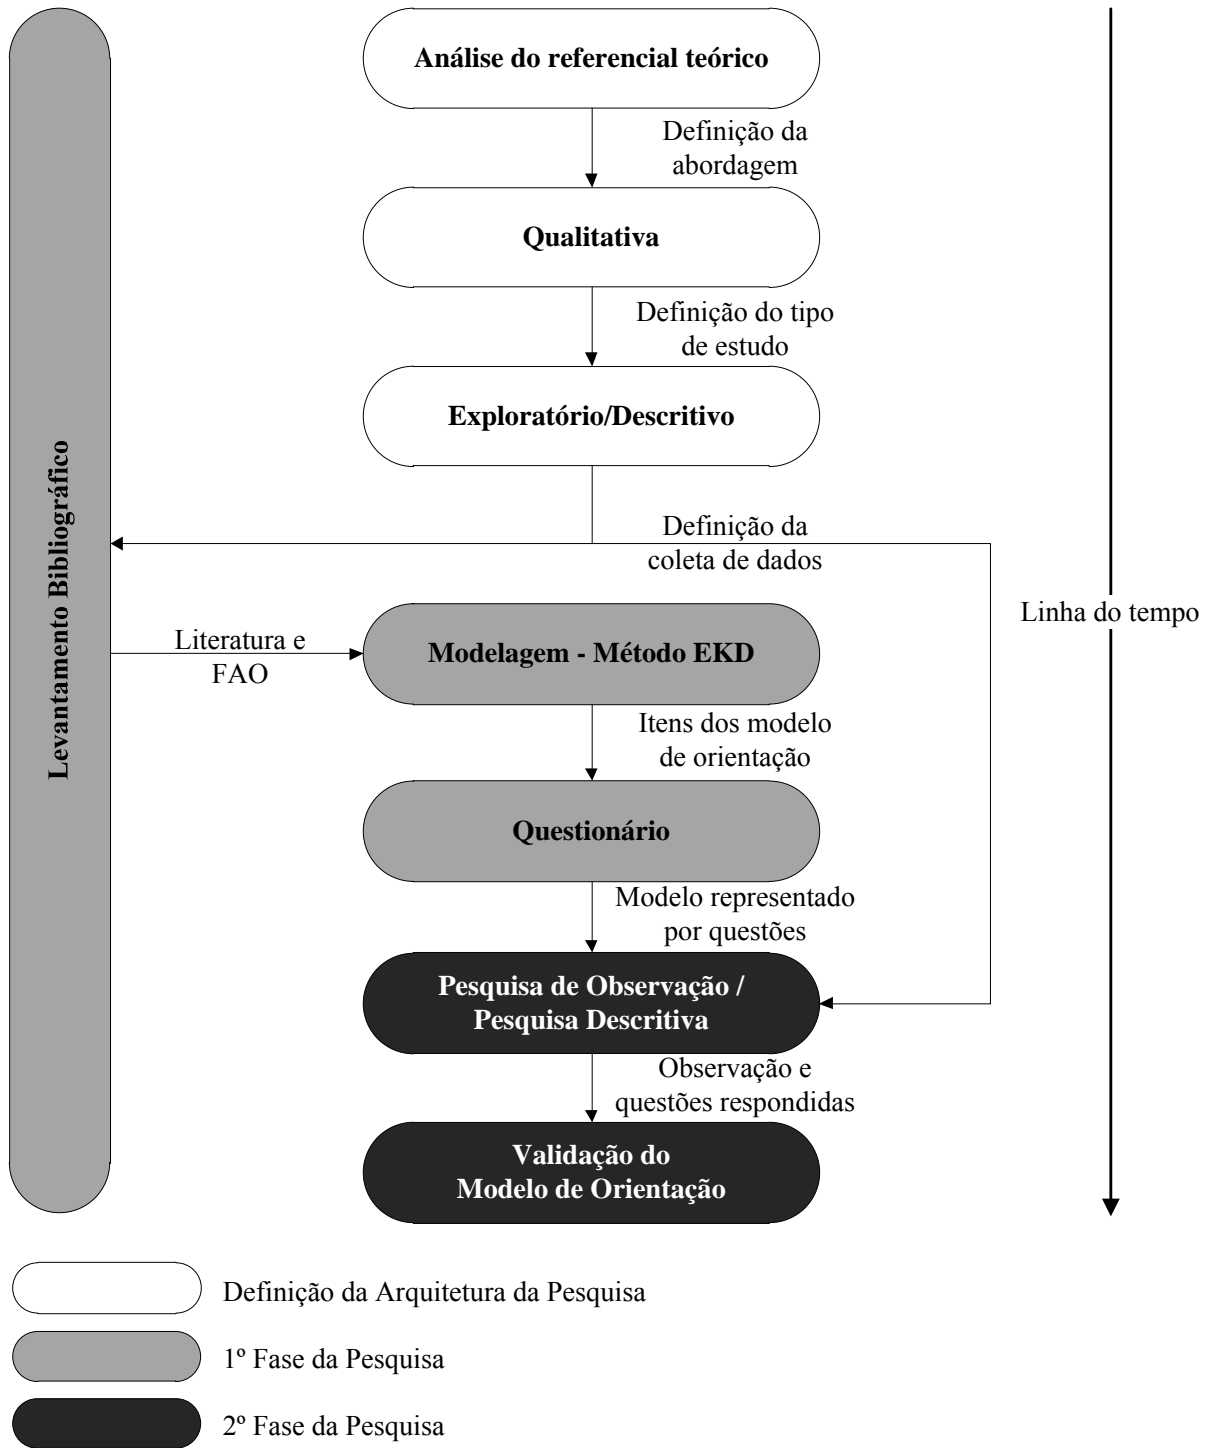 Análise do referencial teórico
Definição da
abordagem
Qualitativa
Definição do tipo
de estudo
Exploratório/Descritivo
Definição da
coleta de dados
Levantamento Bibliográfico
Linha do tempo
Literatura e
FAO
Modelagem - Método EKD
Itens dos modelo
de orientação
Questionário
Modelo representado
por questões
Pesquisa de Observação /
Pesquisa Descritiva
Observação e
questões respondidas
Validação do
Modelo de Orientação
Definição da Arquitetura da Pesquisa
1º Fase da Pesquisa
2º Fase da Pesquisa